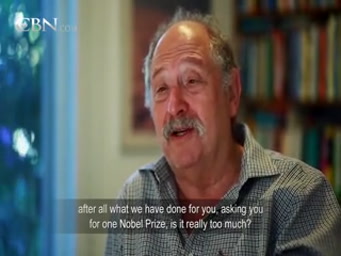 CBN.com
after all what we have done for you, asking you
for one Nobel Prize, is it really too much?